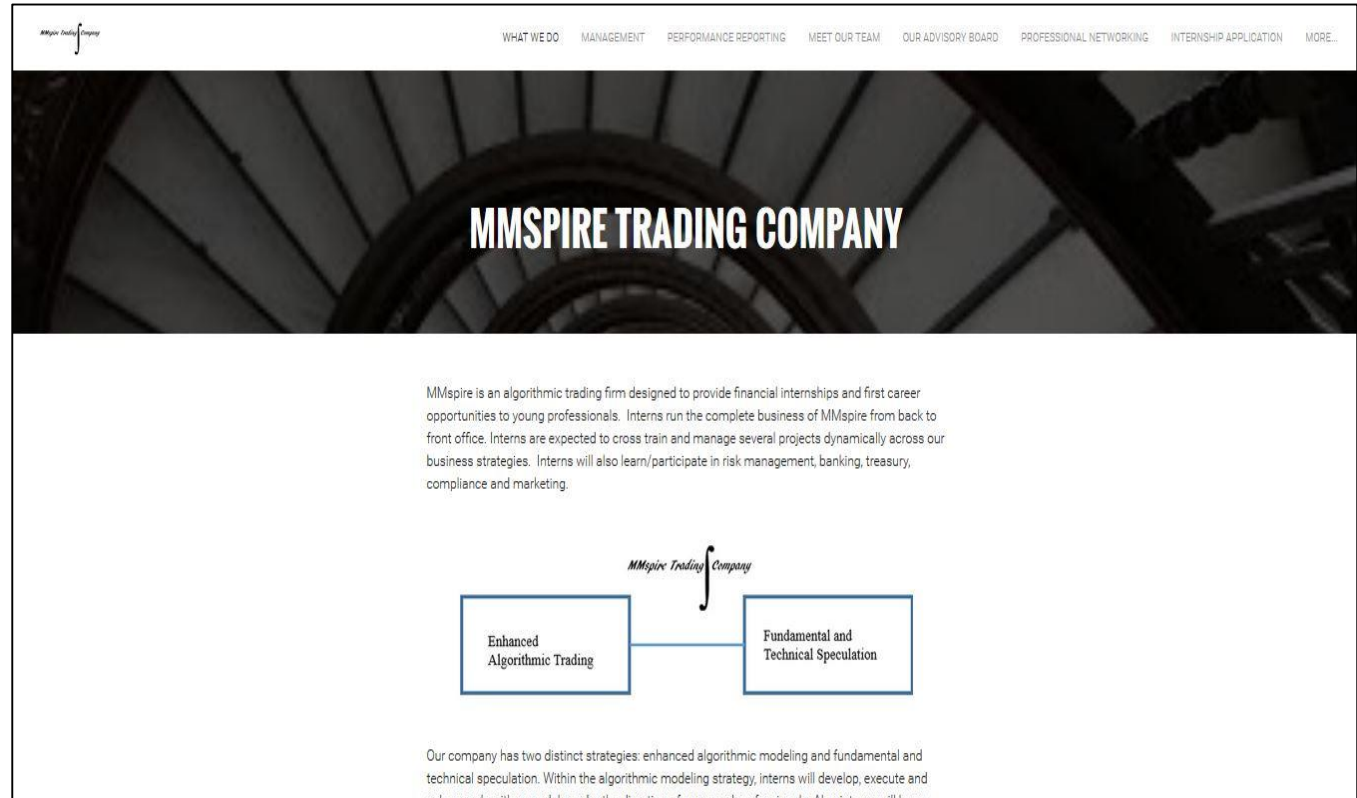 MMspire Trading Company
WHAT WE DO MANAGEMENT PERFORMANCE REPORTING MEET OUR TEAM OUR ADVISORY BOARD PROFESSIONAL NETWORKING INTERNSHIP APPLICATION MORE...
MMSPIRE TRADING COMPANY
MMspire is an algorithmic trading firm designed to provide financial internships and first career
opportunities to young professionals. Interns run the complete business of MMspire from back to
front office. Interns are expected to cross train and manage several projects dynamically across our
business strategies. Interns will also learn/participate in risk management, banking, treasury,
compliance and marketing.
MMspire Trading Company
Enhanced
Algorithmic Trading
Fundamental and
Technical Speculation
Our company has two distinct strategies: enhanced algorithmic modeling and fundamental and
technical speculation. Within the algorithmic modeling strategy, interns will develop, execute and